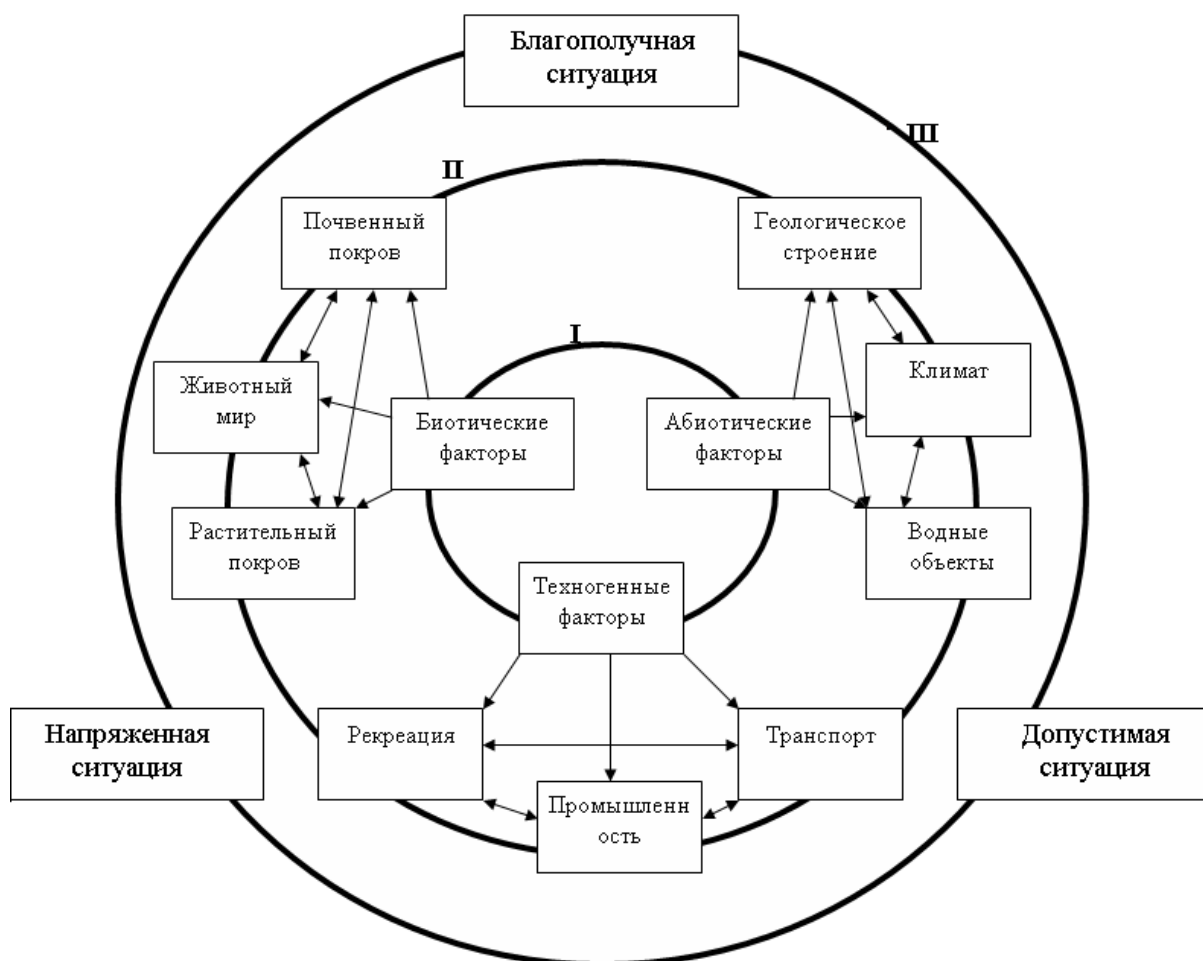 Благополучная
ситуация
III
II
Почвенный
покров
Геологическое
строение
I
Животный
мир
Климат
Биотические
факторы
Абиотические
факторы
Растительный
покров
Водные
объекты
Техногенные
факторы
Напряженная
ситуация
Рекреация
Транспорт
Допустимая
ситуация
Промышленн
ость